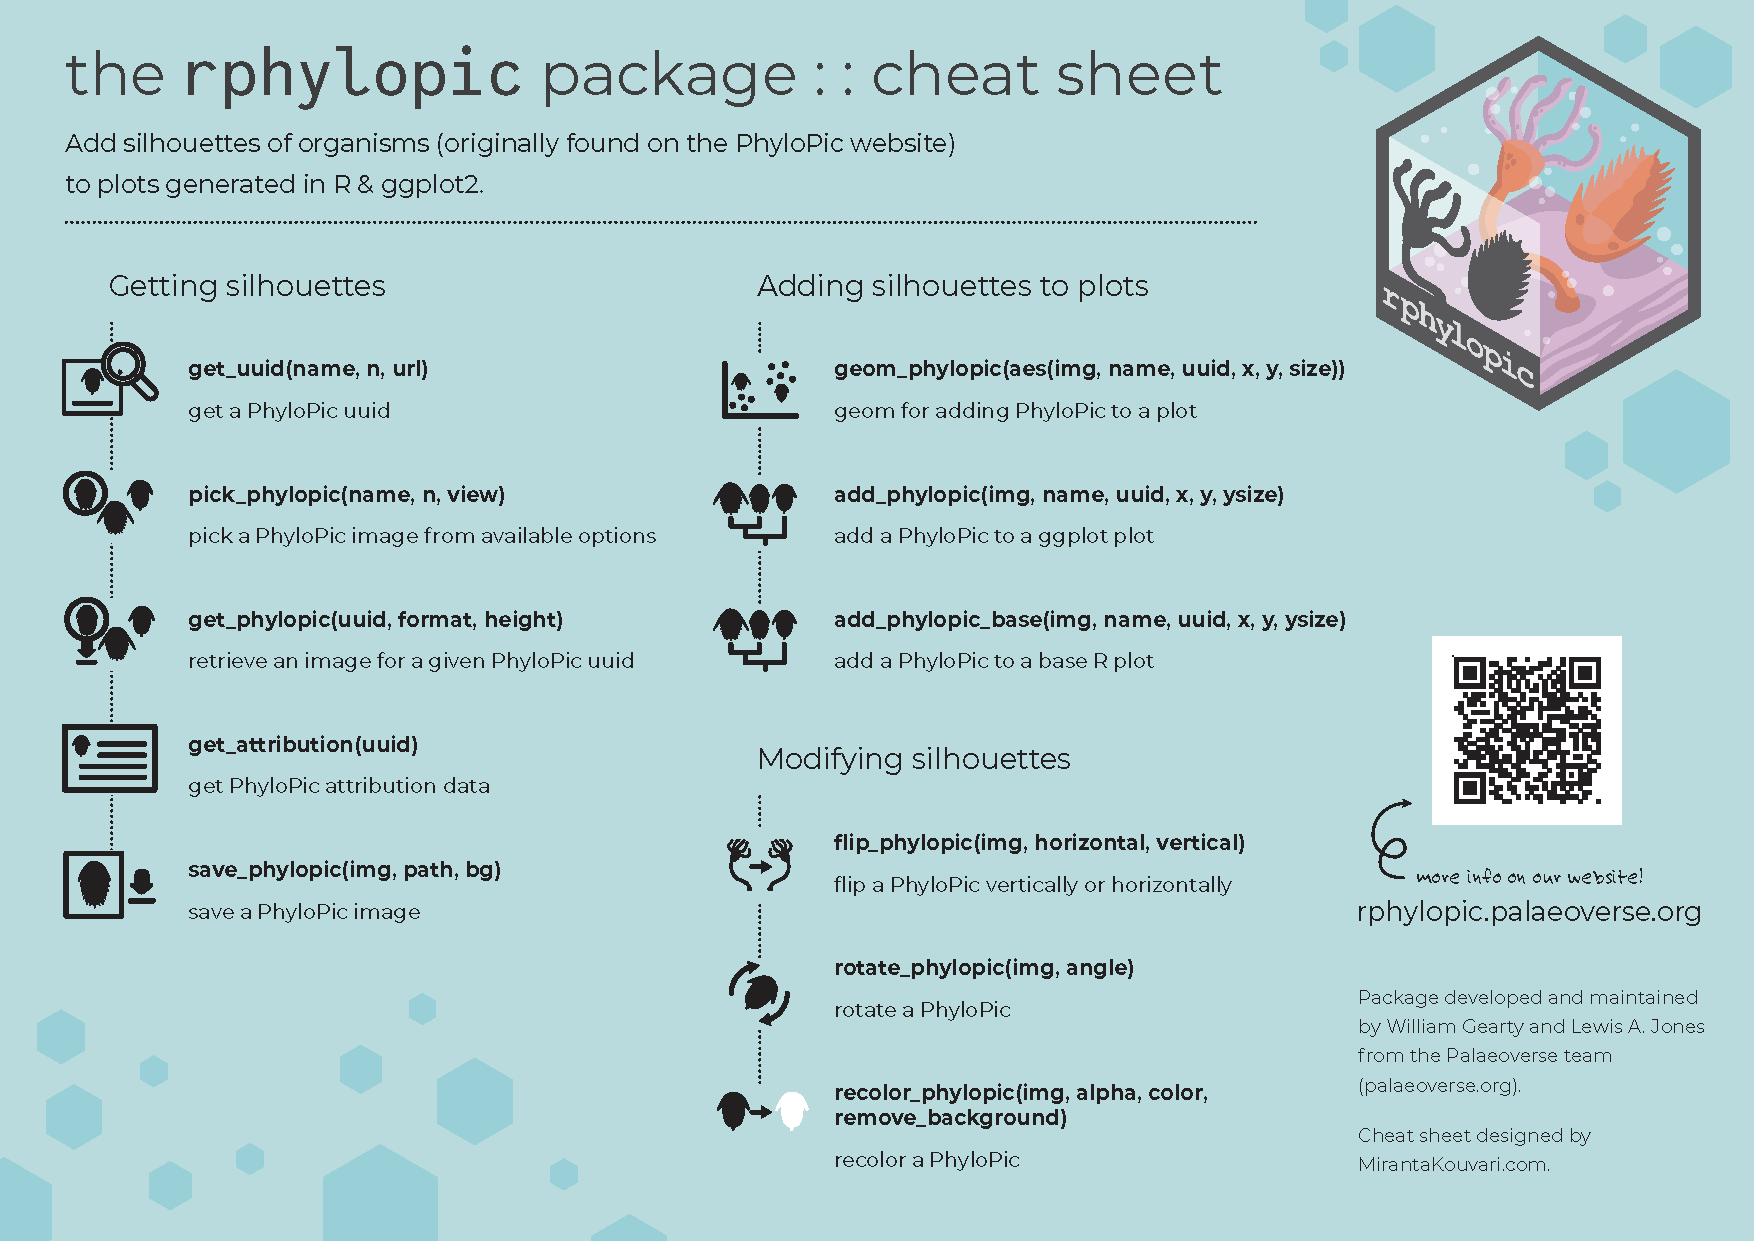 the rphylopic package :: cheat sheet
Add silhouettes of organisms (originally found on the PhyloPic website)
to plots generated in R & ggplot2.
rphylopic
Getting silhouettes
get_uuid(name, n, url)
get a PhyloPic uuid
pick_phylopic(name, n, view)
pick a PhyloPic image from available options
get_phylopic(uuid, format, height)
retrieve an image for a given PhyloPic uuid
get_attribution(uuid)
get PhyloPic attribution data
save_phylopic(img, path, bg)
save a PhyloPic image
Adding silhouettes to plots
geom_phylopic(aes(img, name, uuid, x, y, size))
geom for adding PhyloPic to a plot
add_phylopic(img, name, uuid, x, y, ysize)
add a PhyloPic to a ggplot plot
add_phylopic_base(img, name, uuid, x, y, ysize)
add a PhyloPic to a base R plot
Modifying silhouettes
flip_phylopic(img, horizontal, vertical)
flip a PhyloPic vertically or horizontally
rotate_phylopic(img, angle)
rotate a PhyloPic
recolor_phylopic(img, alpha, color,
remove_background)
recolor a PhyloPic
more info on our website!
rphylopic.palaeoverse.org
Package developed and maintained
by William Gearty and Lewis A. Jones
from the Palaeoverse team
(palaeoverse.org).
Cheat sheet designed by
MirantaKouvari.com.